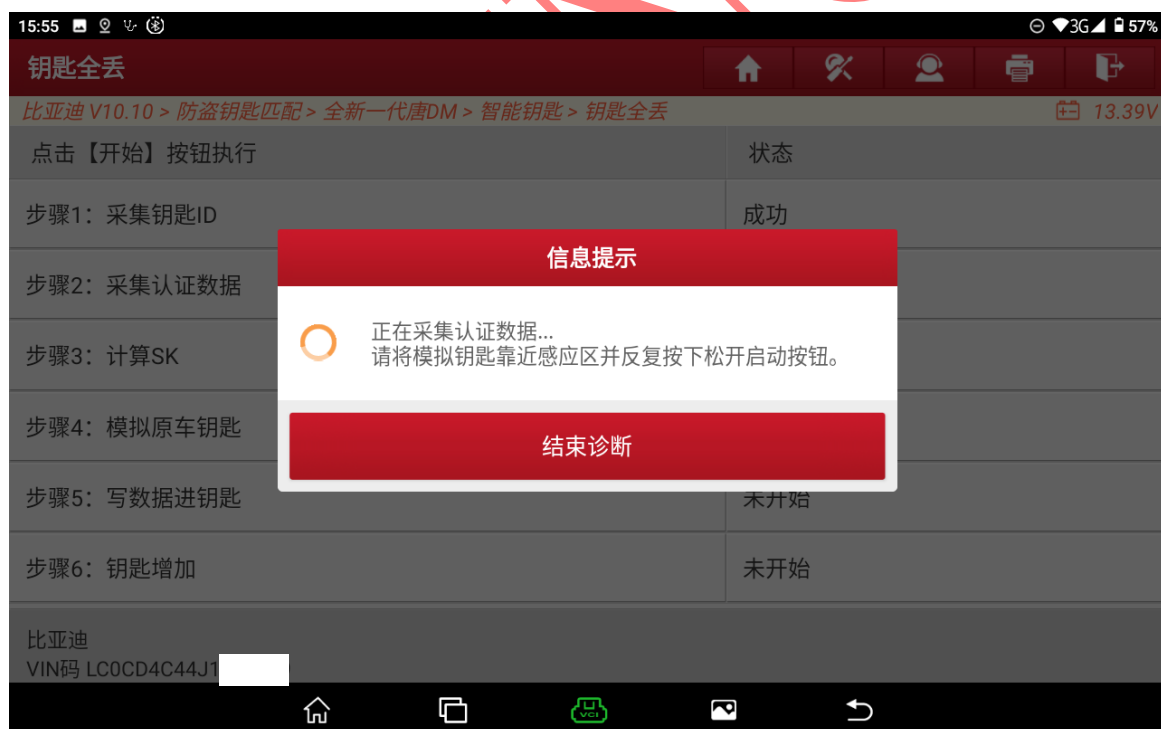 15:55
3G 57%
钥匙全丢
比亚迪 V10.10 > 防盗钥匙匹配 > 全新一代唐DM > 智能钥匙 > 钥匙全丢
13.39V
点击【开始】按钮执行 状态
步骤1：采集钥匙ID 成功
信息提示
步骤2：采集认证数据
正在采集认证数据...
请将模拟钥匙靠近感应区并反复按下松开启动按钮。
步骤3：计算SK
步骤4：模拟原车钥匙
结束诊断
步骤5：写数据进钥匙 未开始
步骤6：钥匙增加 未开始
比亚迪
VIN码 LC0CD4C44J1
VCI